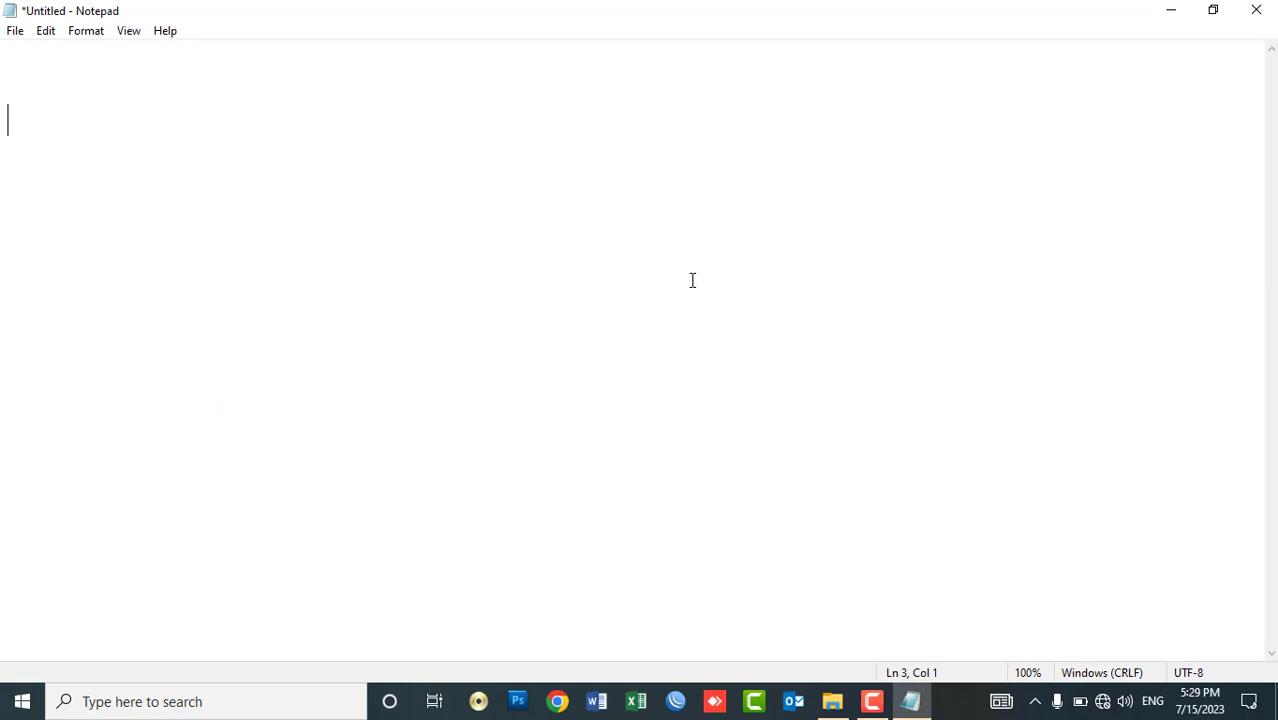 *Untitled - Notepad
File Edit Format View Help
Ln 3, Col 1 100% Windows (CRLF) UTF-8
Type here to search
Ps
ENG
5:29 PM
7/15/2023